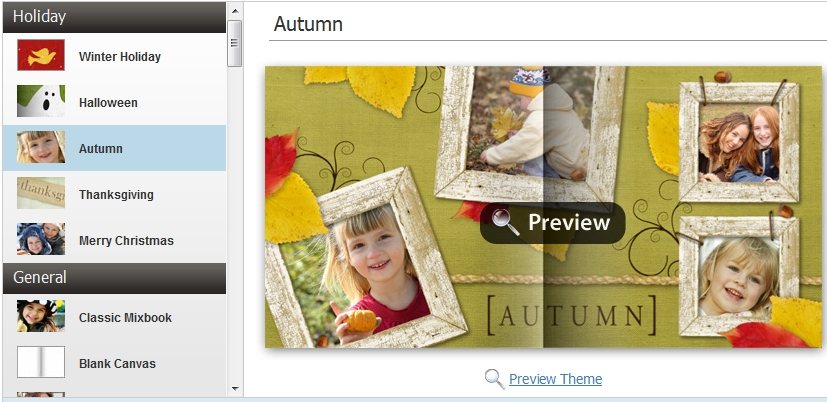 Holiday
Winter Holiday
Halloween
Autumn
thanksg
Thanksgiving
Merry Christmas
General
Classic Mixbook
Blank Canvas
Autumn
Preview
[AUTUMN]
Preview Theme